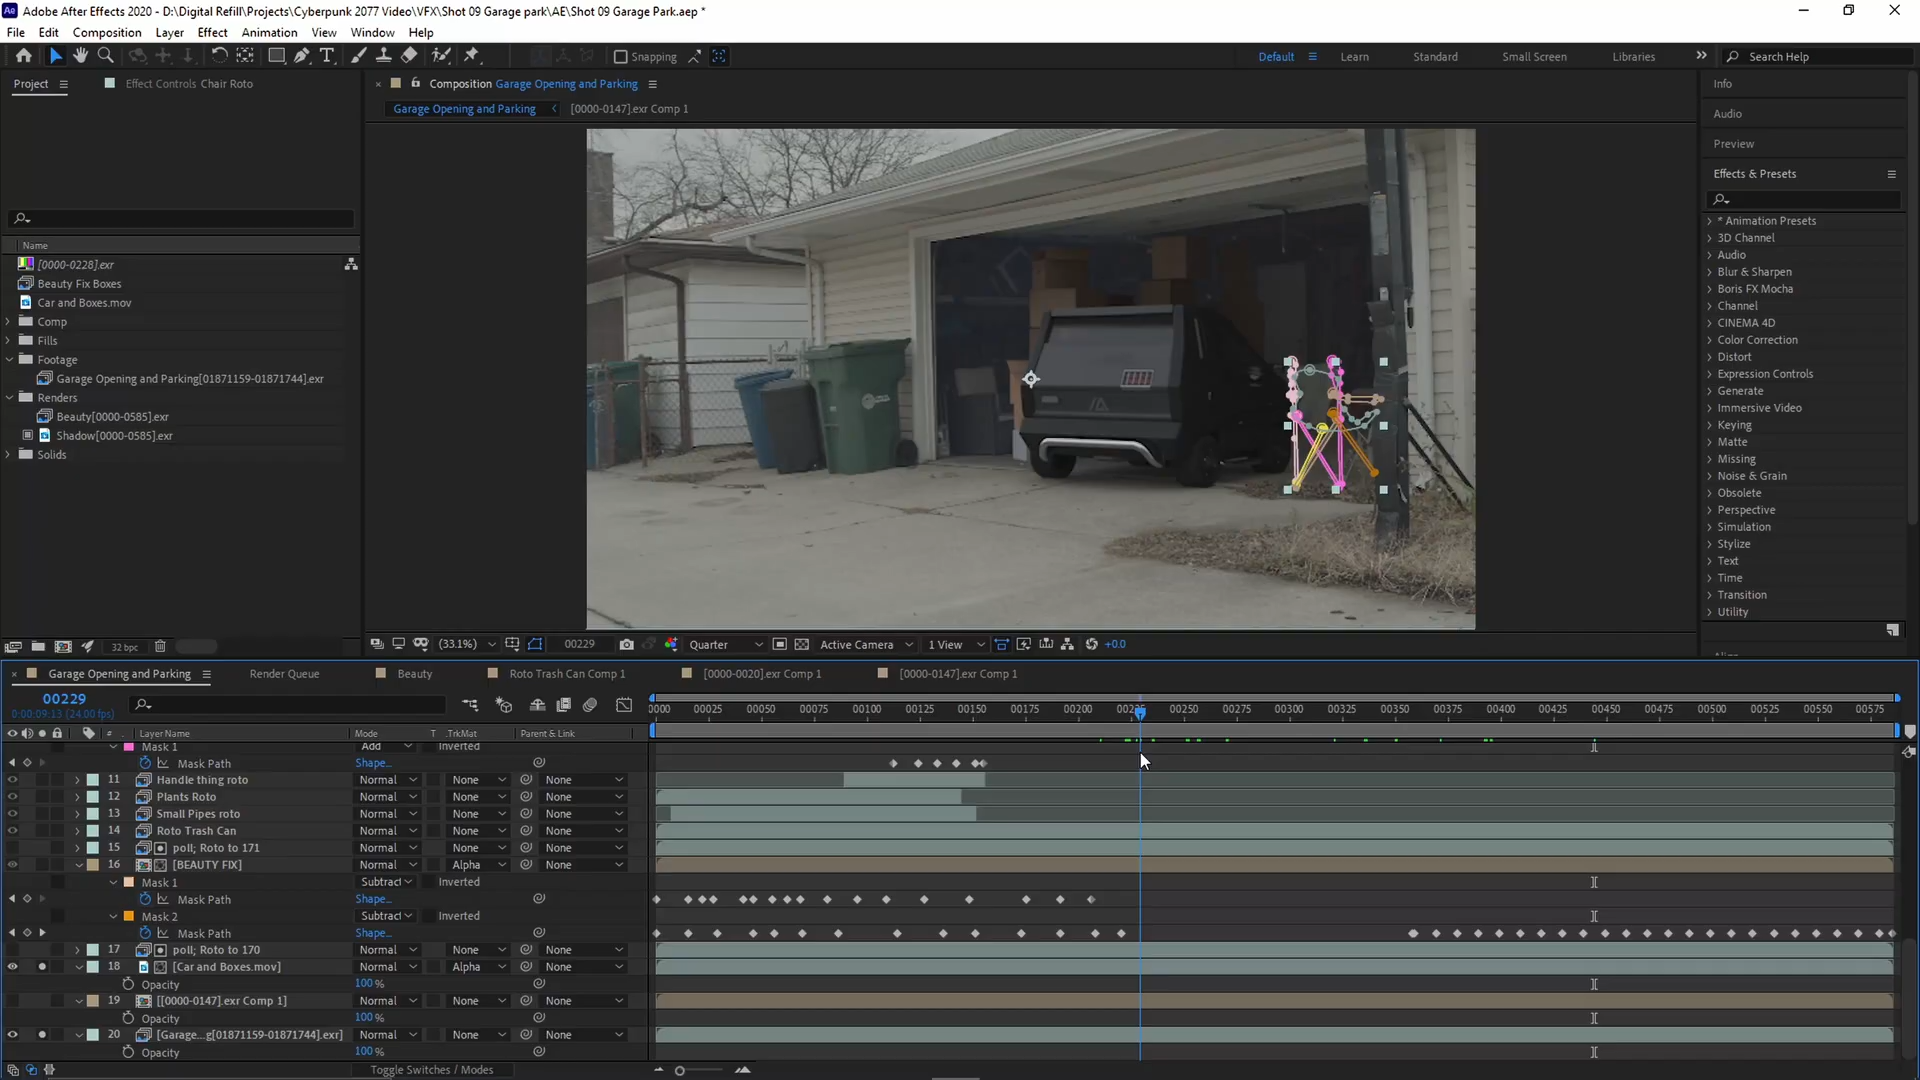 Adobe After Effects 2020 - D:\Digital Refill\Projects\Cyberpunk 2077 Video\VFX\Shot 09 Garage park\AE\Shot 09 Garage Park.aep *
File Edit Composition Layer Effect Animation View Window Help
Snapping
Default Learn Standard Small Screen Libraries Search Help
Project Effect Controls Chair Roto
Composition Garage Opening and Parking
Garage Opening and Parking [0000-0147].exr Comp 1
Name
[0000-0228].exr
Beauty Fix Boxes
Car and Boxes.mov
Comp
Fills
Footage
Garage Opening and Parking[01871159-01871744].exr
Renders
Beauty[0000-0585].exr
Shadow[0000-0585].exr
Solids
32 bpc
(33.1%) 00229 Quarter Active Camera 1 View +0.0
Info
Audio
Preview
Effects & Presets
* Animation Presets
3D Channel
Audio
Blur & Sharpen
Boris FX Mocha
Channel
CINEMA 4D
Color Correction
Distort
Expression Controls
Generate
Immersive Video
Keying
Matte
Missing
Noise & Grain
Obsolete
Perspective
Simulation
Stylize
Text
Time
Transition
Utility
Garage Opening and Parking Render Queue Beauty Roto Trash Can Comp 1 [0000-0020].exr Comp 1 [0000-0147].exr Comp 1
00229
0:00:09:13 (24.00 fps)
0000 00025 00050 00075 00100 00125 00150 00175 00200 00250 00275 00300 00325 00350 00375 00400 00425 00450 00475 00500 00525 00550 00575
# Layer Name Mode T .TrkMat Parent & Link
Mask 1 Add Inverted
Mask Path Shape...
11 Handle thing roto Normal None None
12 Plants Roto Normal None None
13 Small Pipes roto Normal None None
14 Roto Trash Can Normal None None
15 poll; Roto to 171 Normal None None
16 [BEAUTY FIX] Normal Alpha None
Mask 1 Subtract Inverted
Mask Path Shape...
Mask 2 Subtract Inverted
Mask Path Shape...
17 poll; Roto to 170 Normal None None
18 [Car and Boxes.mov] Normal Alpha None
Opacity 100 %
19 [[0000-0147].exr Comp 1] Normal None None
Opacity 100 %
20 [Garage...g[01871159-01871744].exr] Normal None None
Opacity 100 %
Toggle Switches / Modes